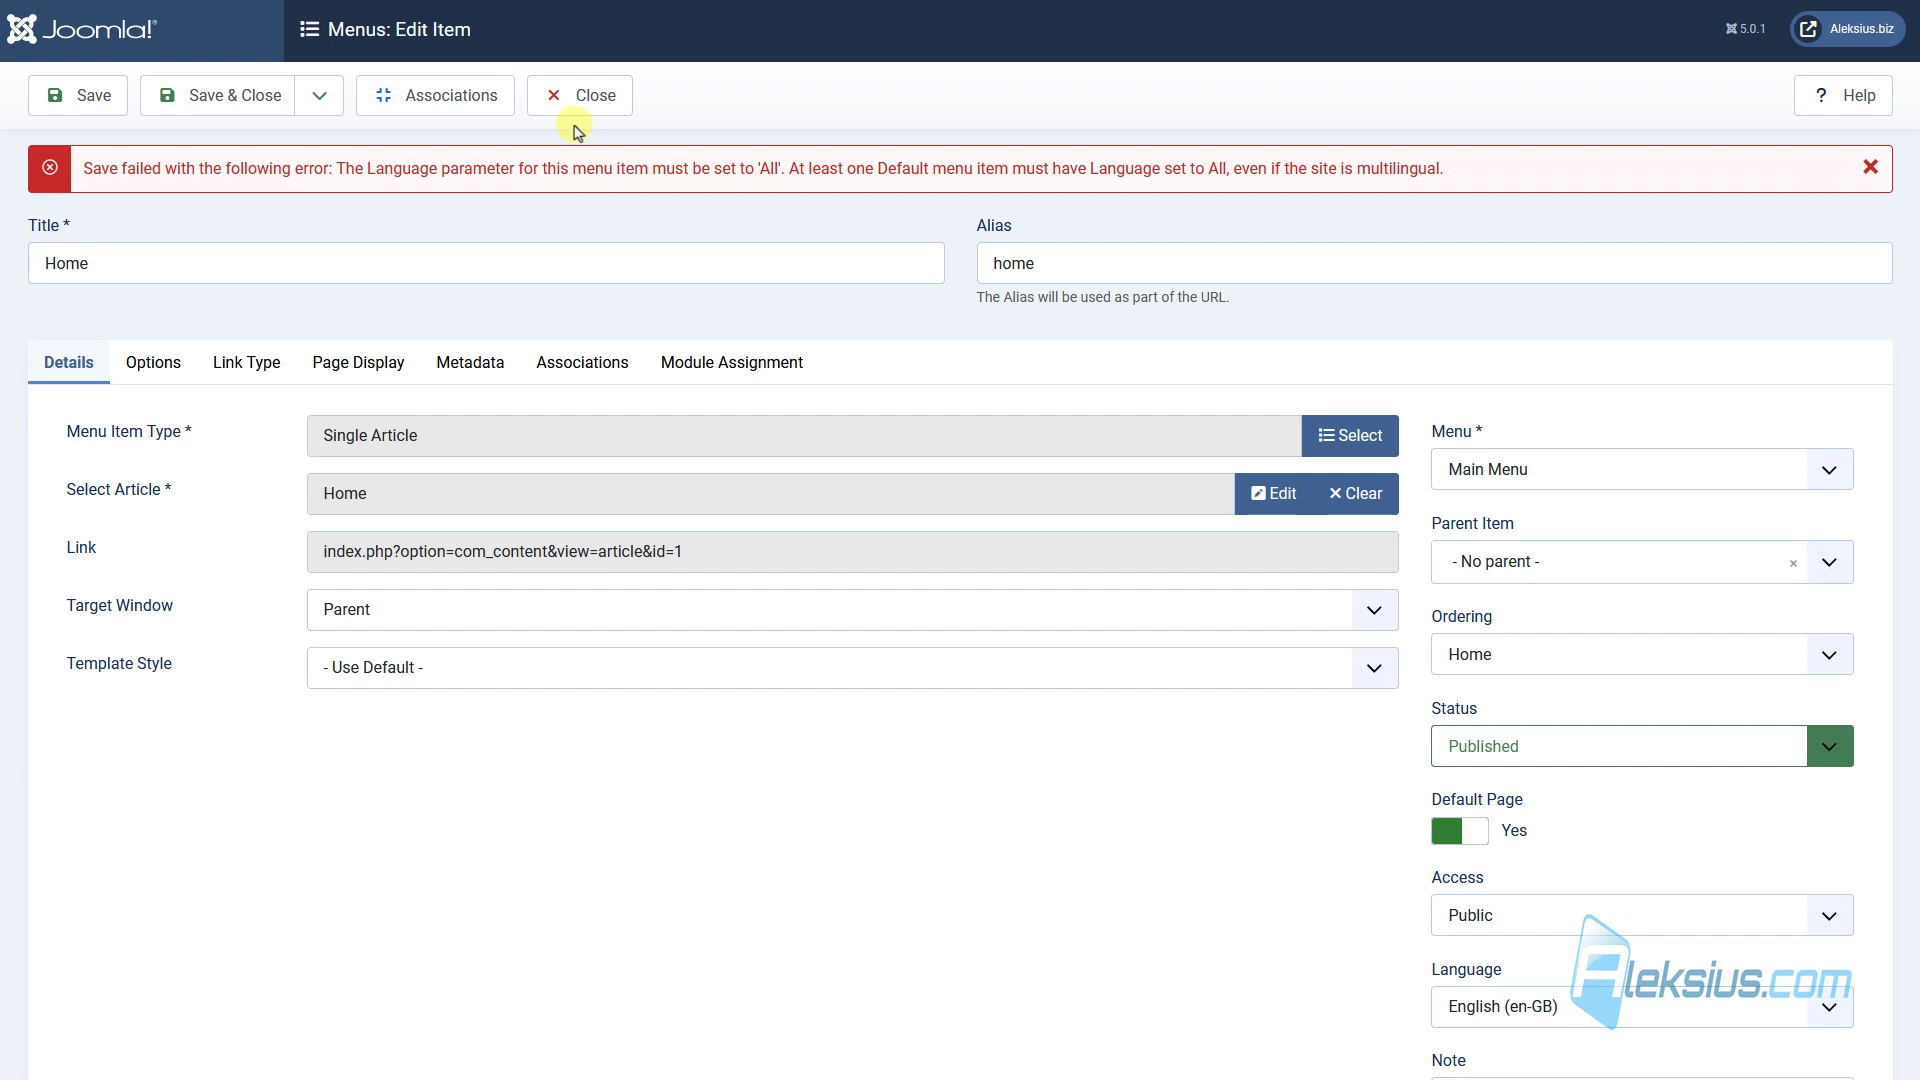 Joomla!®
Menus: Edit Item
5.0.1
Aleksius.biz
Save
Save & Close
Associations
Close
? Help
Save failed with the following error: The Language parameter for this menu item must be set to 'All'. At least one Default menu item must have Language set to All, even if the site is multilingual.
Title *
Alias
Home
home
The Alias will be used as part of the URL.
Details
Options
Link Type
Page Display
Metadata
Associations
Module Assignment
Menu Item Type *
Single Article
Select
Select Article *
Home
Edit
Clear
Link
index.php?option=com_content&view=article&id=1
Target Window
Parent
Template Style
- Use Default -
Menu *
Main Menu
Parent Item
- No parent -
Ordering
Home
Status
Published
Default Page
Yes
Access
Public
Language
English (en-GB)
Aleksius.com
Note